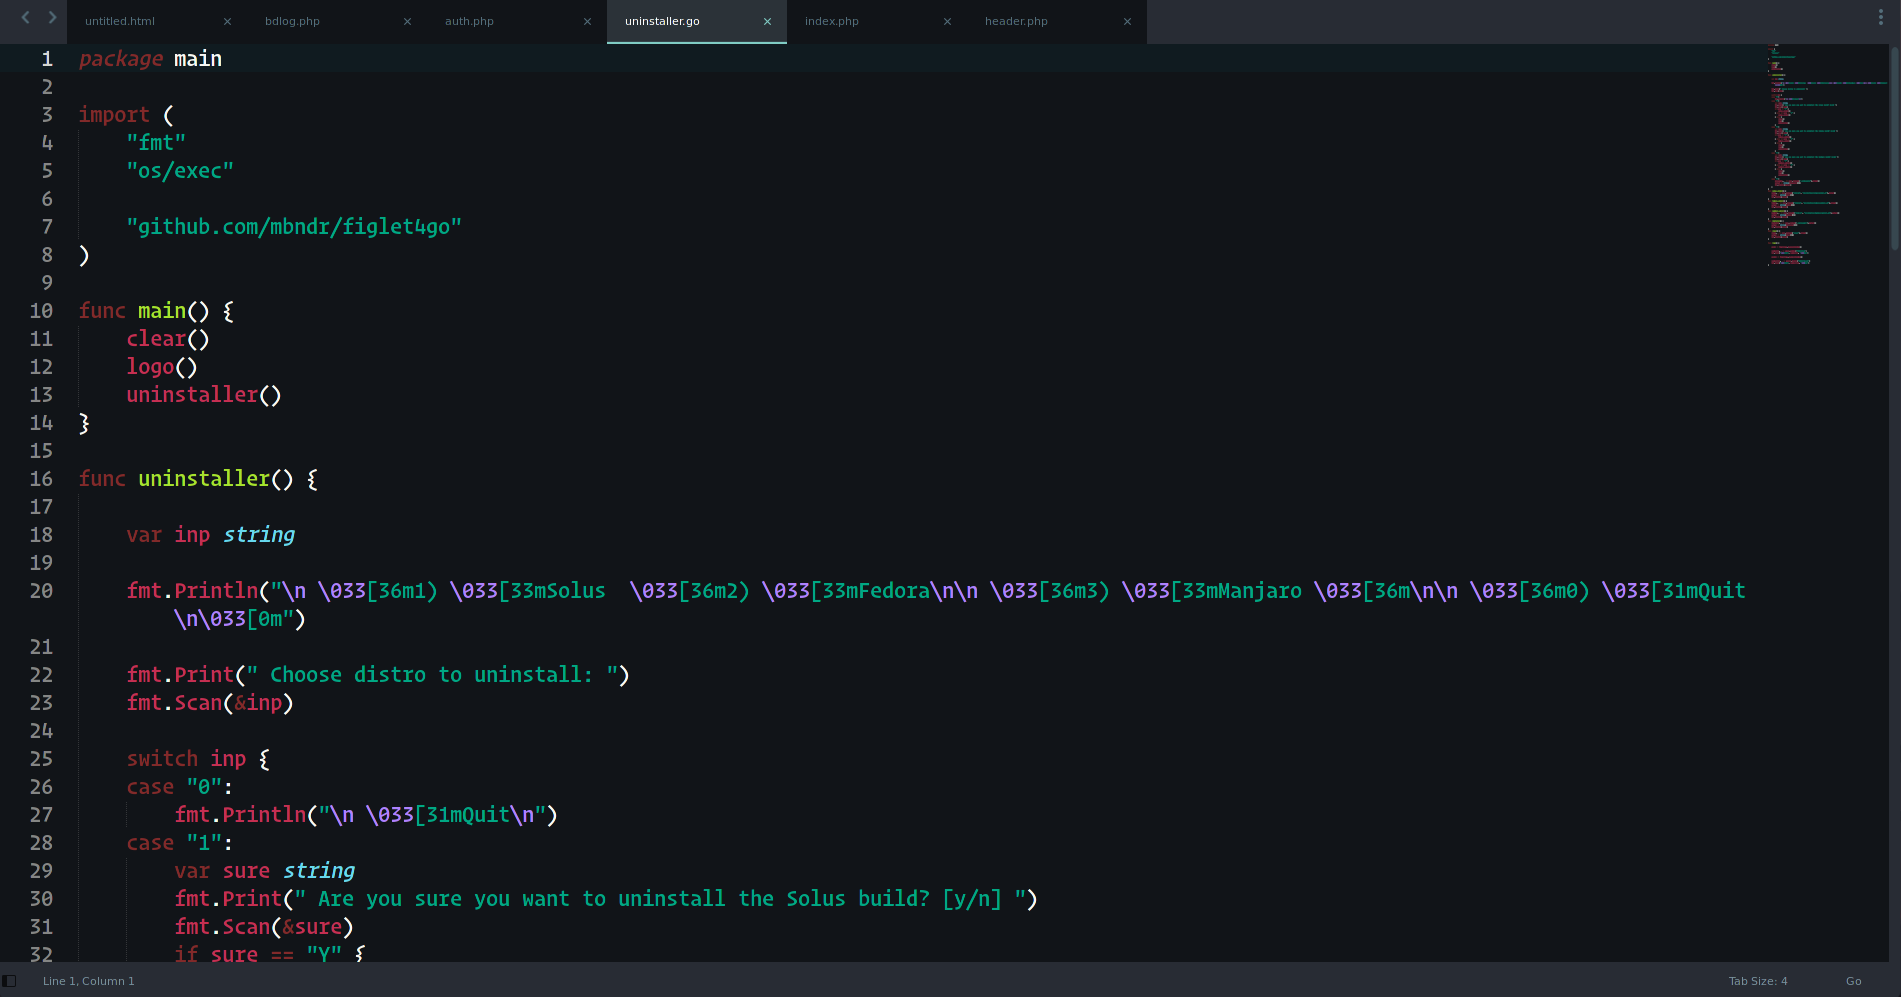 untitled.html × bdlog.php × auth.php × uninstaller.go × index.php × header.php ×
1 package main
2
3 import (
4 "fmt"
5 "os/exec"
6
7 "github.com/mbndr/figlet4go"
8 )
9
10 func main() {
11 clear()
12 logo()
13 uninstaller()
14 }
15
16 func uninstaller() {
17
18 var inp string
19
20 fmt.Println("\n \033[36m1) \033[33mSolus  \033[36m2) \033[33mFedora\n\n \033[36m3) \033[33mManjaro \033[36m\n\n \033[36m0) \033[31mQuit
\n\033[0m")
21
22 fmt.Print(" Choose distro to uninstall: ")
23 fmt.Scan(&inp)
24
25 switch inp {
26 case "0":
27 fmt.Println("\n \033[31mQuit\n")
28 case "1":
29 var sure string
30 fmt.Print(" Are you sure you want to uninstall the Solus build? [y/n] ")
31 fmt.Scan(&sure)
32 if sure == "Y" {
Line 1, Column 1 Tab Size: 4 Go